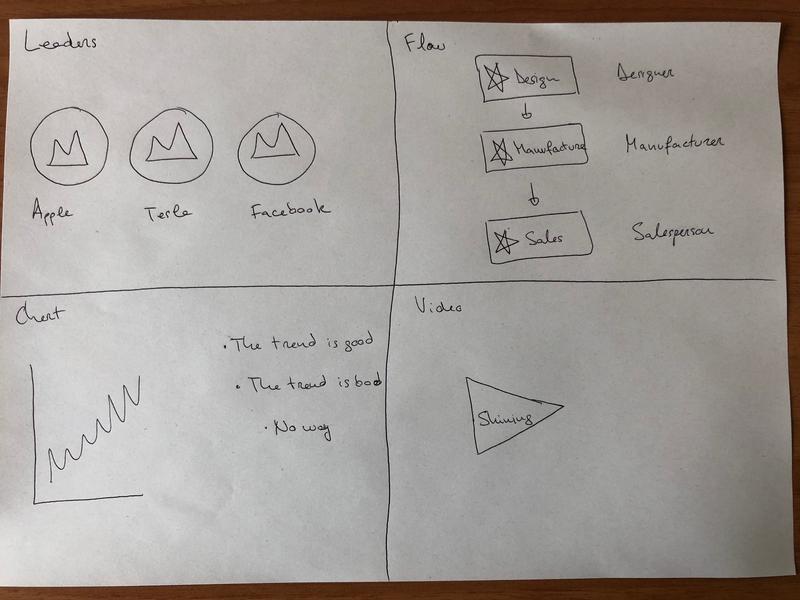 Leaders
Apple
Tesla
Facebook
Flow
Design
Designer
Manufacture
Manufacturer
Sales
Salesperson
Chart
· The trend is good
· The trend is bad
· No way
Video
Shining